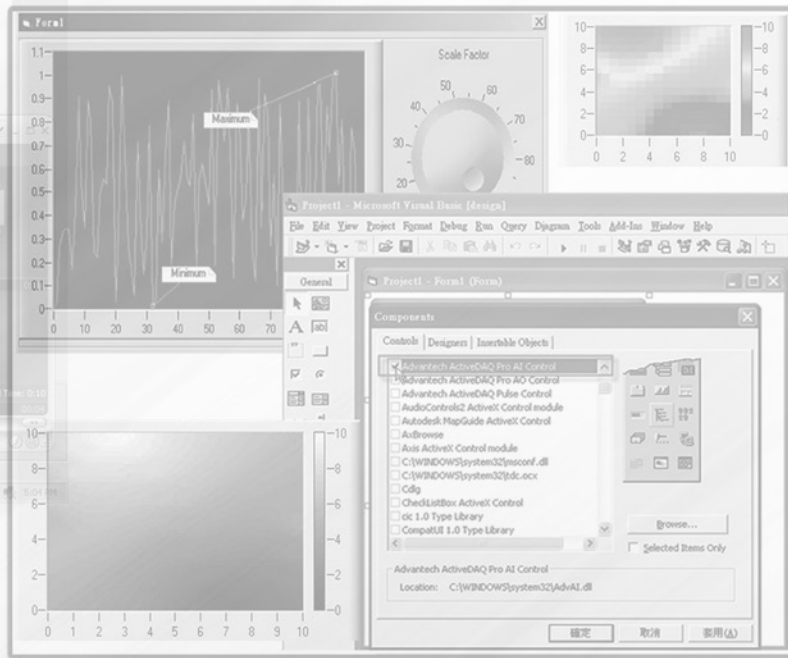 Form1
1.1
1
0.9
0.8
0.7
0.6
0.5
0.4
0.3
0.2
0.1
0
0 10 20 30 40 50 60 70
Maximum
Minimum
Scale Factor
20
30
40
50
60
70
80
10
8
6
4
2
0
0 2 4 6 8 10
10
8
6
4
2
0
Project1 - Microsoft Visual Basic [design]
File Edit View Project Format Debug Run Query Diagram Tools Add-Ins Window Help
General
Project1 - Form1 (Form)
Components
Controls Designers Insertable Objects
Advantech ActiveDAQ Pro AI Control
Advantech ActiveDAQ Pro AO Control
Advantech ActiveDAQ Pulse Control
AudioControls2 ActiveX Control module
Autodesk MapGuide ActiveX Control
AxBrowse
Axis ActiveX Control module
C:\WINDOWS\system32\msconf.dll
C:\WINDOWS\system32\tdc.ocx
Cdlg
CheckListBox ActiveX Control
cic 1.0 Type Library
CompatUI 1.0 Type Library
Browse...
Selected Items Only
Advantech ActiveDAQ Pro AI Control
Location: C:\WINDOWS\system32\AdvAI.dll
確定 取消 套用(A)
Time: 0:10
5:04 PM
10
8
6
4
2
0
0 1 2 3 4 5 6 7 8 9 10
10
8
6
4
2
0